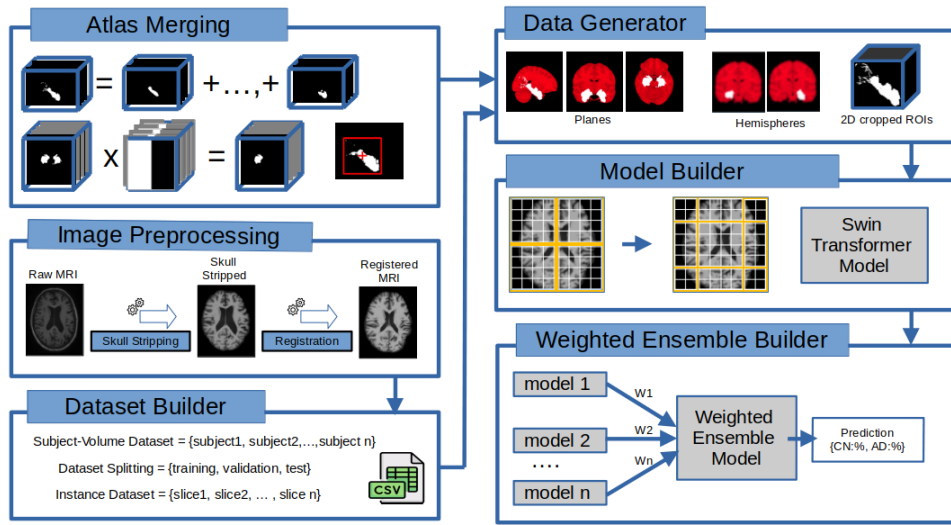 Atlas Merging
= +...,+
x =
Image Preprocessing
Raw MRI
Skull
Stripped
Registered
MRI
Skull Stripping
Registration
Dataset Builder
Subject-Volume Dataset = {subject1, subject2,...,subject n}
Dataset Splitting = {training, validation, test}
Instance Dataset = {slice1, slice2, ... , slice n}
CSV
Data Generator
Planes
Hemispheres
2D cropped ROIs
Model Builder
Swin
Transformer
Model
Weighted Ensemble Builder
model 1
model 2
....
model n
W1
W2
Wn
Weighted
Ensemble
Model
Prediction
{CN:%, AD:%}